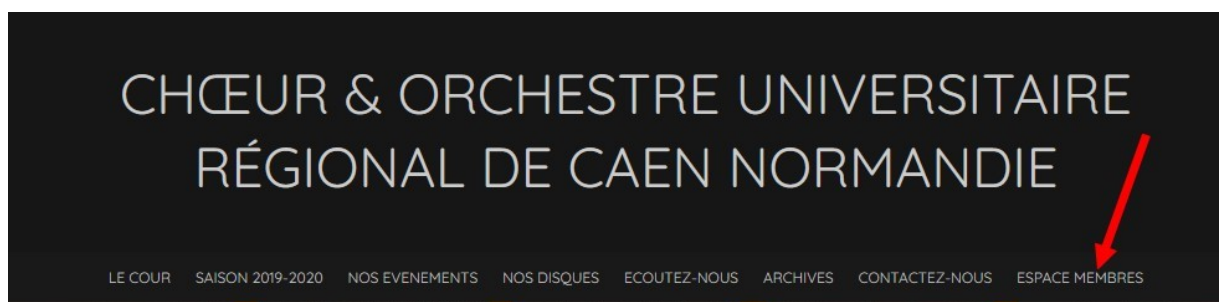 CHŒUR & ORCHESTRE UNIVERSITAIRE
RÉGIONAL DE CAEN NORMANDIE
LE COUR SAISON 2019-2020 NOS EVENEMENTS NOS DISQUES ECOUTEZ-NOUS ARCHIVES CONTACTEZ-NOUS ESPACE MEMBRES